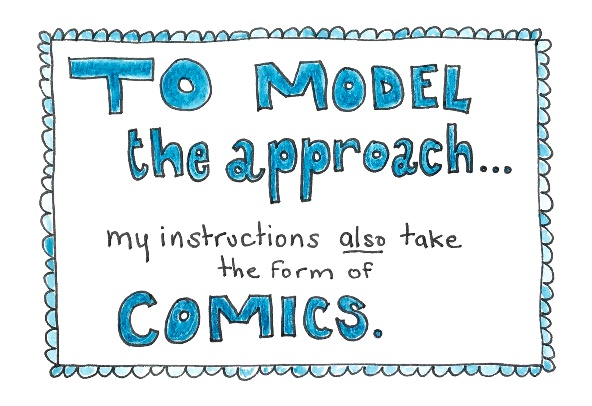 TO MODEL
the approach...
my instructions also take
the form of
COMICS.